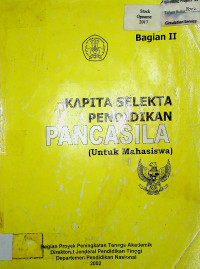 Stock
Opname
2017
Bagian II
KAPITA SELEKTA
PENDIDIKAN
PANCASILA
(Untuk Mahasiswa)
Bagian Proyek Peningkatan Tenaga Akademik
Direktorat Jenderal Pendidikan Tinggi
Departemen Pendidikan Nasional
2002